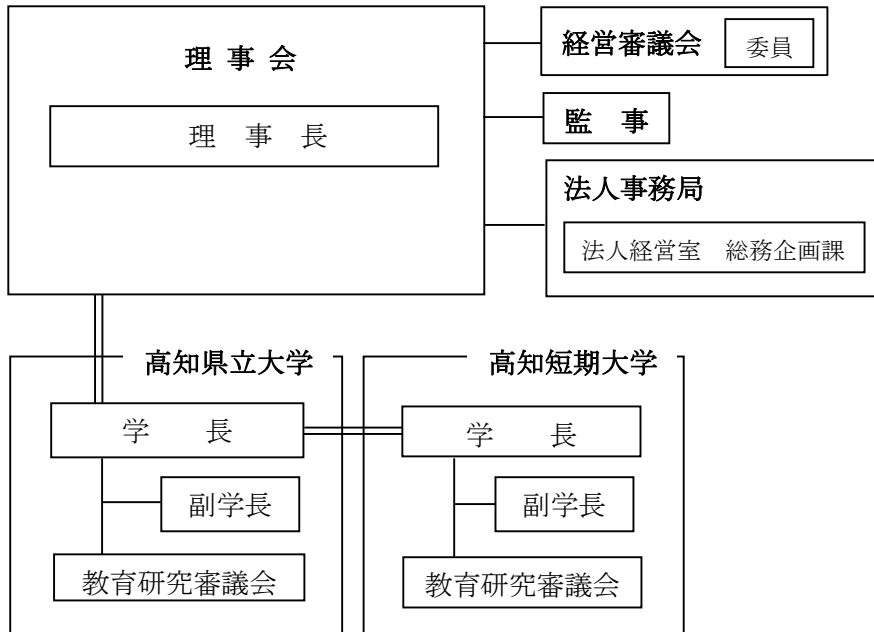 理 事 会
理 事 長
経営審議会 委員
監 事
法人事務局
法人経営室 総務企画課
高知県立大学
学 長
副学長
教育研究審議会
高知短期大学
学 長
副学長
教育研究審議会